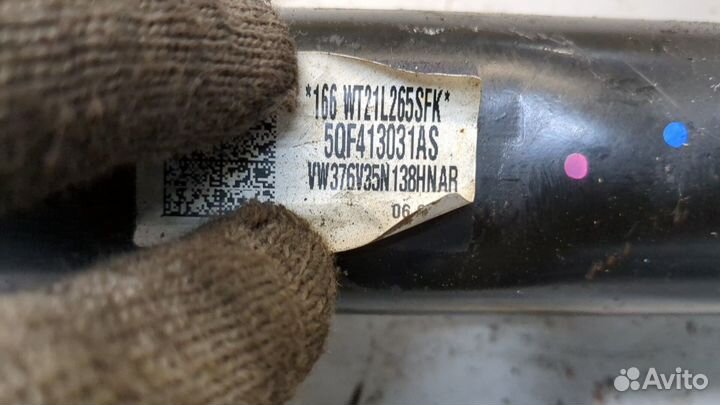 *166 WT21L265SFK*
5QF413031AS
VW376V35N138HNAR
06
Avito